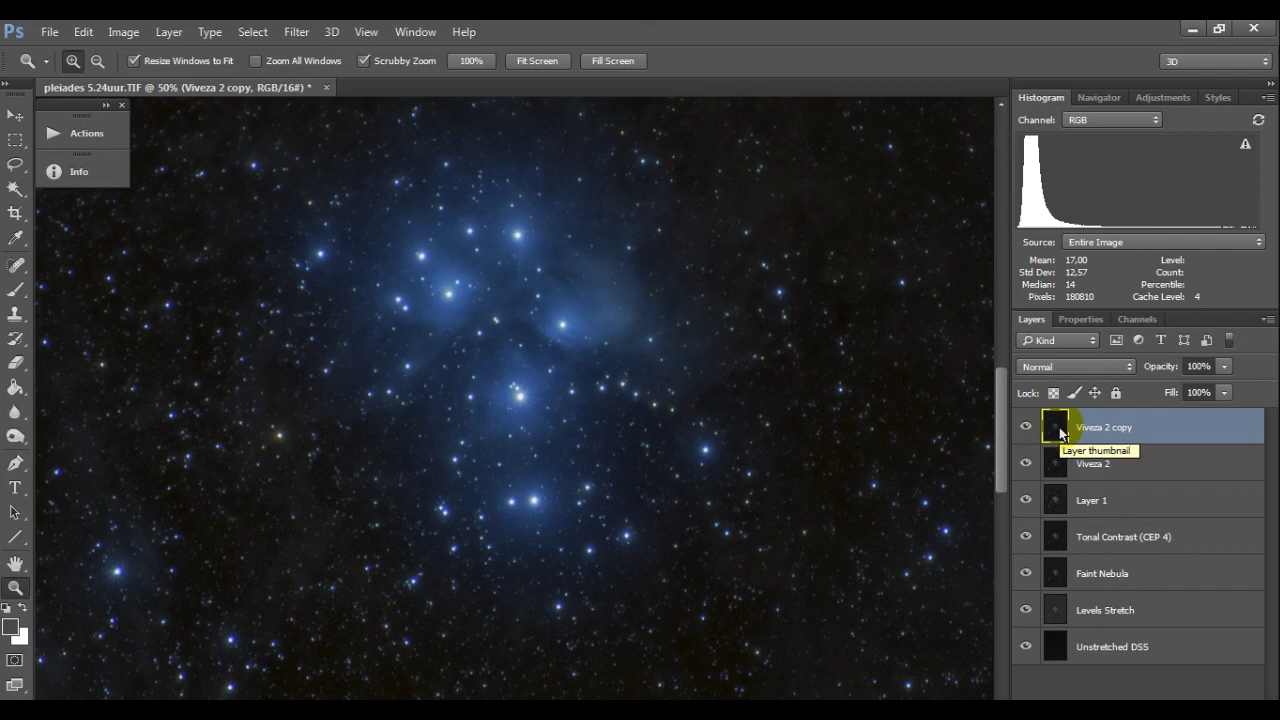 Ps File Edit Image Layer Type Select Filter 3D View Window Help
Resize Windows to Fit Zoom All Windows Scrubby Zoom 100% Fit Screen Fill Screen 3D
pleiades 5.24uur.TIF @ 50% (Viveza 2 copy, RGB/16#) *
Actions
Info
Histogram Navigator Adjustments Styles
Channel: RGB
Source: Entire Image
Mean: 17,00 Level:
Std Dev: 12,57 Count:
Median: 14 Percentile:
Pixels: 180810 Cache Level: 4
Layers Properties Channels
Kind
Normal Opacity: 100%
Lock: Fill: 100%
Viveza 2 copy
Layer thumbnail
Viveza 2
Layer 1
Tonal Contrast (CEP 4)
Faint Nebula
Levels Stretch
Unstretched DSS